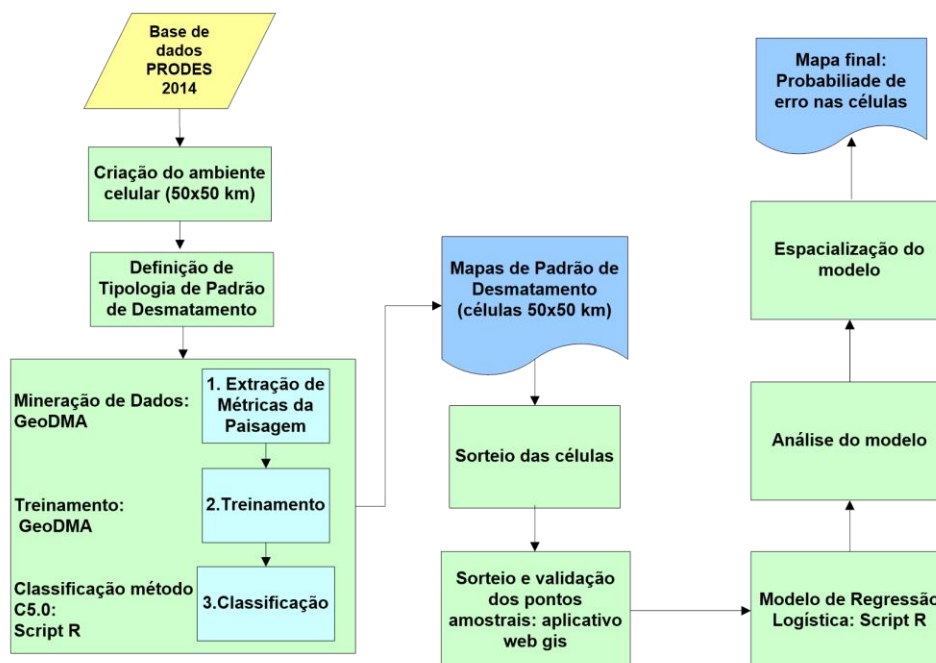 Base de
dados
PRODES
2014
Criação do ambiente
celular (50x50 km)
Definição de
Tipologia de Padrão
de Desmatamento
Mineração de Dados:
GeoDMA
1. Extração de
Métricas da
Paisagem
Treinamento:
GeoDMA
2.Treinamento
Classificação método
C5.0:
Script R
3.Classificação
Mapas de Padrão de
Desmatamento
(células 50x50 km)
Sorteio das células
Sorteio e validação
dos pontos
amostrais: aplicativo
web gis
Modelo de Regressão
Logística: Script R
Análise do modelo
Espacialização do
modelo
Mapa final:
Probabiliade de
erro nas células